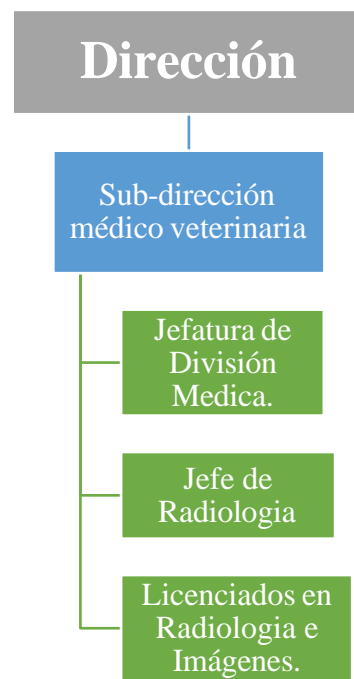 Dirección
Sub-dirección
médico veterinaria
Jefatura de
División
Medica.
Jefe de
Radiologia
Licenciados en
Radiologia e
Imágenes.